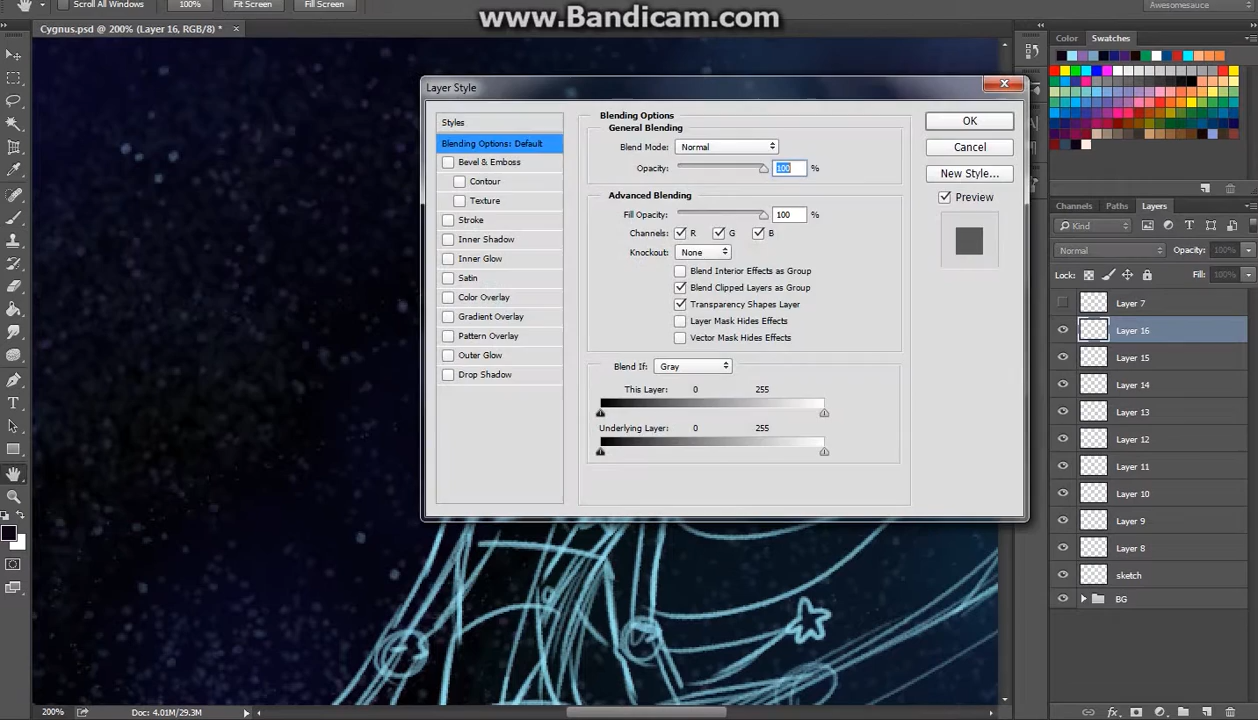 Scroll All Windows 100% Fit Screen Fill Screen
www.Bandicam.com
Awesomesauce
Cygnus.psd @ 200% (Layer 16, RGB/8) * ×
Color Swatches
Layer Style
Styles
Blending Options: Default
Bevel & Emboss
Contour
Texture
Stroke
Inner Shadow
Inner Glow
Satin
Color Overlay
Gradient Overlay
Pattern Overlay
Outer Glow
Drop Shadow
Blending Options
General Blending
Blend Mode: Normal
Opacity: 100 %
Advanced Blending
Fill Opacity: 100 %
Channels: R G B
Knockout: None
Blend Interior Effects as Group
Blend Clipped Layers as Group
Transparency Shapes Layer
Layer Mask Hides Effects
Vector Mask Hides Effects
Blend If: Gray
This Layer: 0 255
Underlying Layer: 0 255
OK
Cancel
New Style...
Preview
Channels Paths Layers
Kind
Normal Opacity: 100%
Lock: Fill: 100%
Layer 7
Layer 16
Layer 15
Layer 14
Layer 13
Layer 12
Layer 11
Layer 10
Layer 9
Layer 8
sketch
BG
200% Doc: 4.01M/29.3M